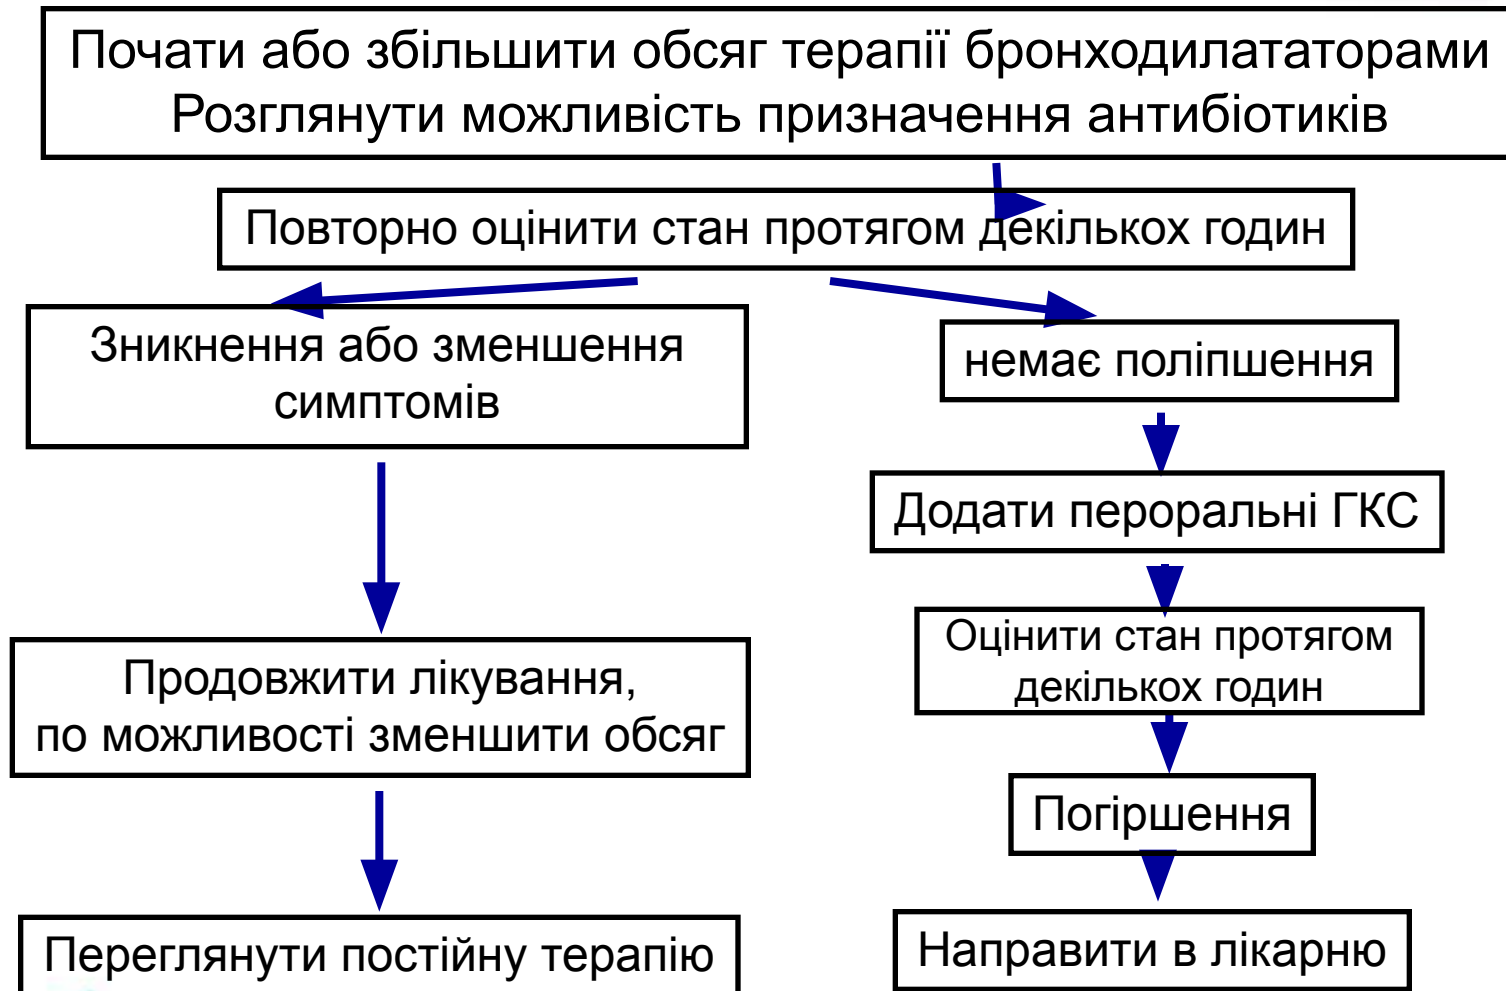 Почати або збільшити обсяг терапії бронходилататорами
Розглянути можливість призначення антибіотиків
Повторно оцінити стан протягом декількох годин
Зникнення або зменшення
симптомів
немає поліпшення
Додати пероральні ГКС
Оцінити стан протягом
декількох годин
Продовжити лікування,
по можливості зменшити обсяг
Погіршення
Переглянути постійну терапію
Направити в лікарню